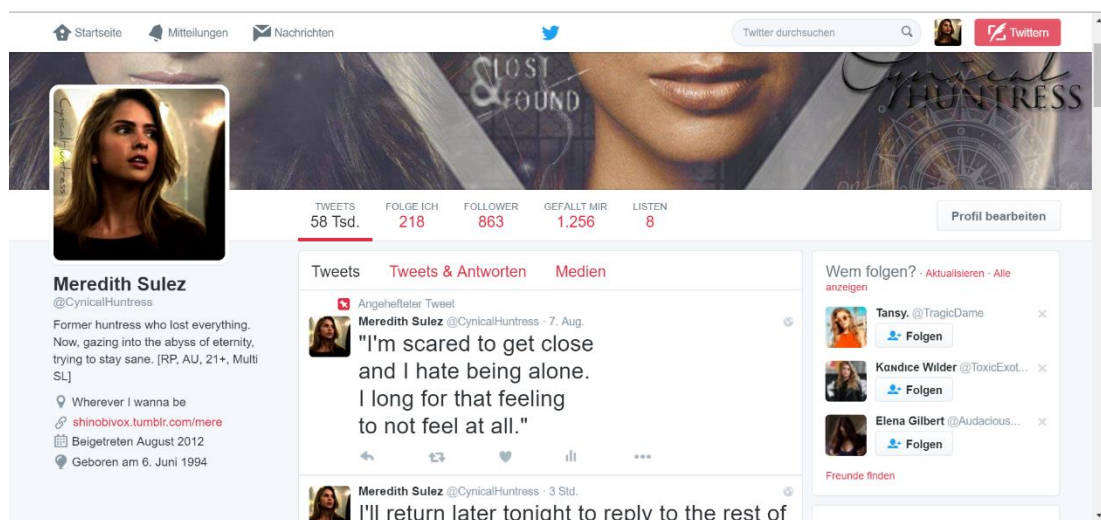 Startseite
Mitteilungen
Nachrichten
Twitter durchsuchen
Twittern
LOST
& FOUND
Cynical
HUNTRESS
CynicalHuntress
TWEETS
58 Tsd.
FOLGE ICH
218
FOLLOWER
863
GEFÄLLT MIR
1.256
LISTEN
8
Profil bearbeiten
Meredith Sulez
@CynicalHuntress
Former huntress who lost everything.
Now, gazing into the abyss of eternity,
trying to stay sane. [RP, AU, 21+, Multi
SL]
Wherever I wanna be
shinobivox.tumblr.com/mere
Beigetreten August 2012
Geboren am 6. Juni 1994
Tweets
Tweets & Antworten
Medien
Angehefteter Tweet
Meredith Sulez @CynicalHuntress · 7. Aug.
"I'm scared to get close
and I hate being alone.
I long for that feeling
to not feel at all."
Meredith Sulez @CynicalHuntress · 3 Std.
I'll return later tonight to reply to the rest of
Wem folgen? · Aktualisieren · Alle
anzeigen
Tansy. @TragicDame
Folgen
Kαndıce Wılder @ToxicExot...
Folgen
Elena Gilbert @Audacious...
Folgen
Freunde finden